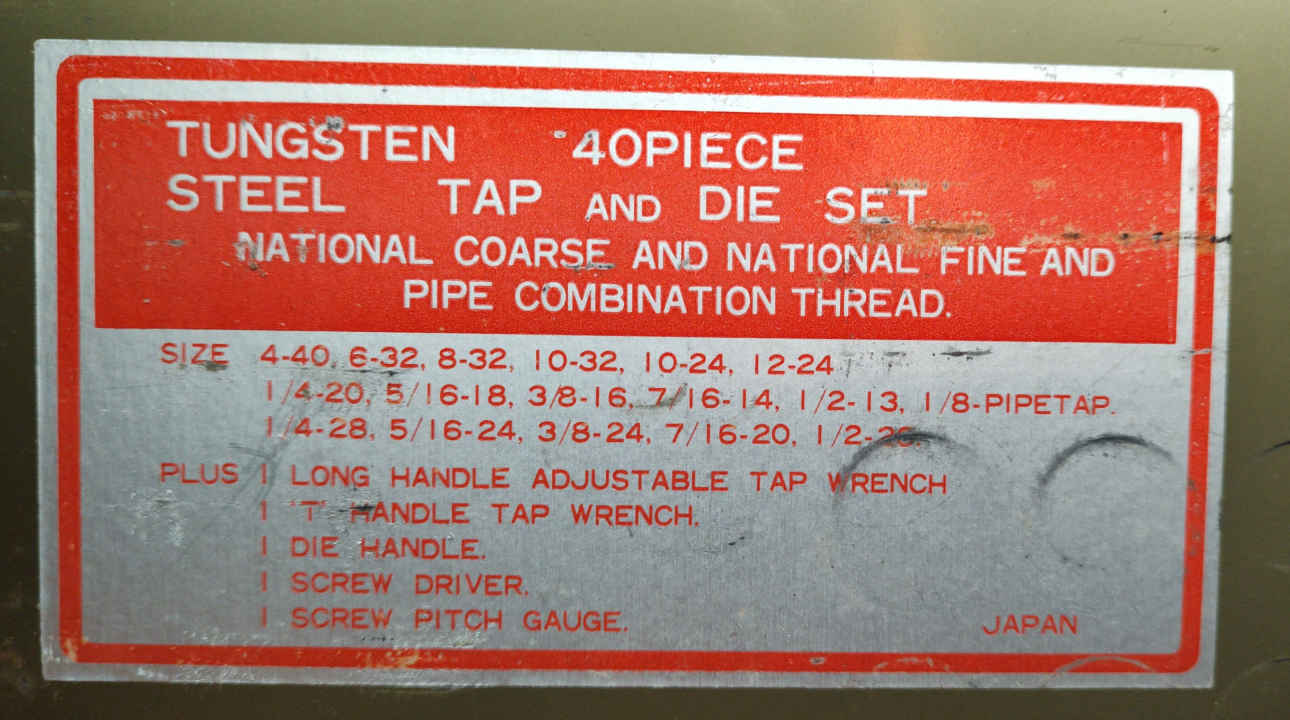 TUNGSTEN 40PIECE
STEEL TAP AND DIE SET
NATIONAL COARSE AND NATIONAL FINE AND
PIPE COMBINATION THREAD.
SIZE 4-40, 6-32, 8-32, 10-32, 10-24, 12-24
1/4-20, 5/16-18, 3/8-16, 7/16-14, 1/2-13, 1/8-PIPETAP.
1/4-28, 5/16-24, 3/8-24, 7/16-20,
PLUS 1 LONG HANDLE ADJUSTABLE TAP WRENCH
1 "T" HANDLE TAP WRENCH.
1 DIE HANDLE.
1 SCREW DRIVER.
1 SCREW PITCH GAUGE.
JAPAN